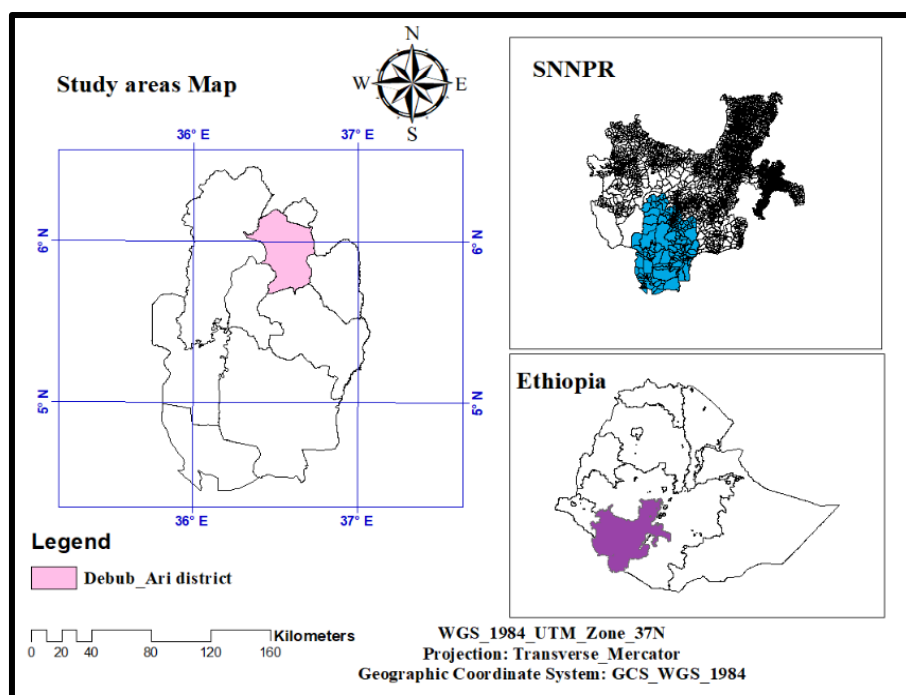 N
Study areas Map
W
E
S
36° E
37° E
6° N
6° N
5° N
5° N
36° E
37° E
Legend
Debub_Ari district
Kilometers
0 20 40 80 120 160
SNNPR
Ethiopia
WGS_1984_UTM_Zone_37N
Projection: Transverse_Mercator
Geographic Coordinate System: GCS_WGS_1984